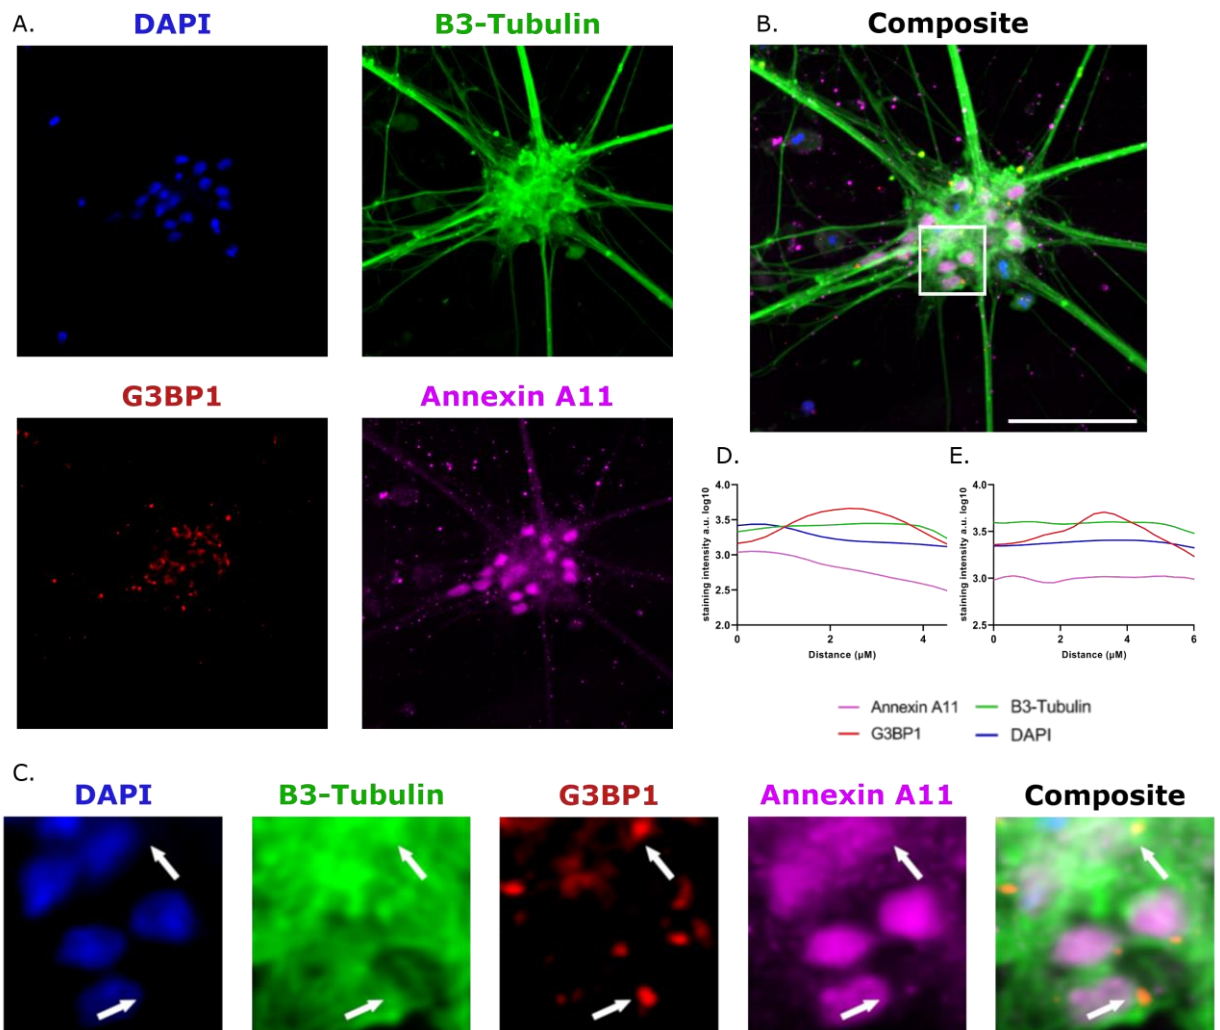 A.
DAPI
B3-Tubulin
B.
Composite
G3BP1
Annexin A11
D.
4.0
3.5
3.0
2.5
2.0
staining intensity a.u. log10
0
2
4
Distance (µM)
E.
4.0
3.5
3.0
2.5
staining intensity a.u. log10
0
2
4
6
Distance (µM)
Annexin A11
B3-Tubulin
G3BP1
DAPI
C.
DAPI
B3-Tubulin
G3BP1
Annexin A11
Composite